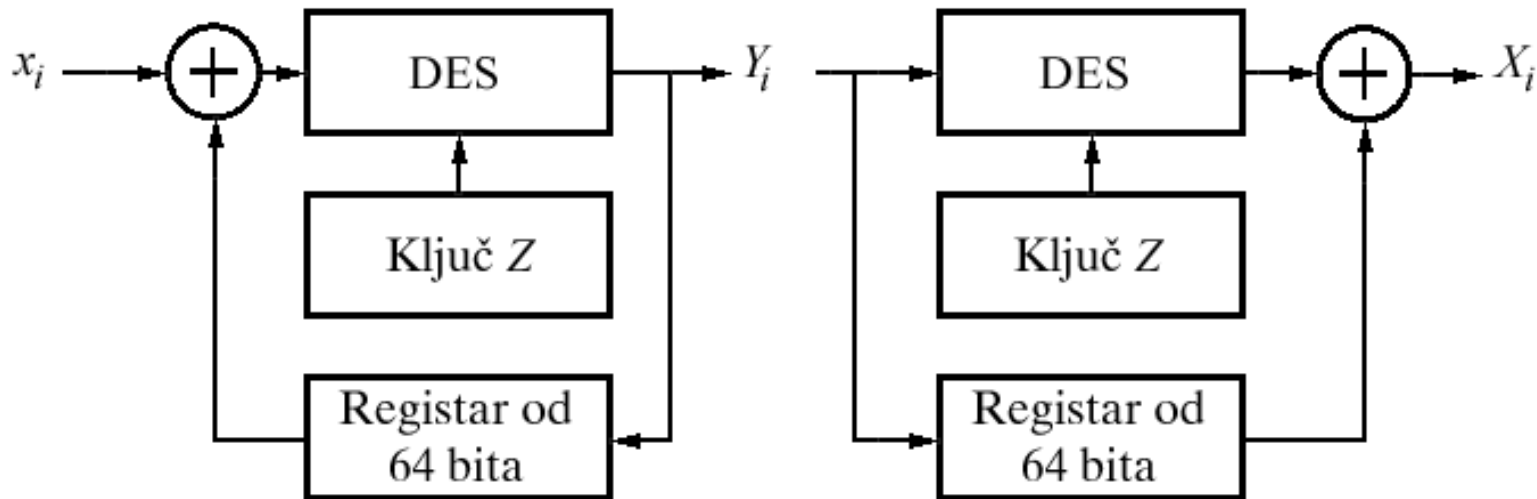 x_i
DES
Y_i
DES
X_i
Ključ Z
Ključ Z
Registar od
64 bita
Registar od
64 bita